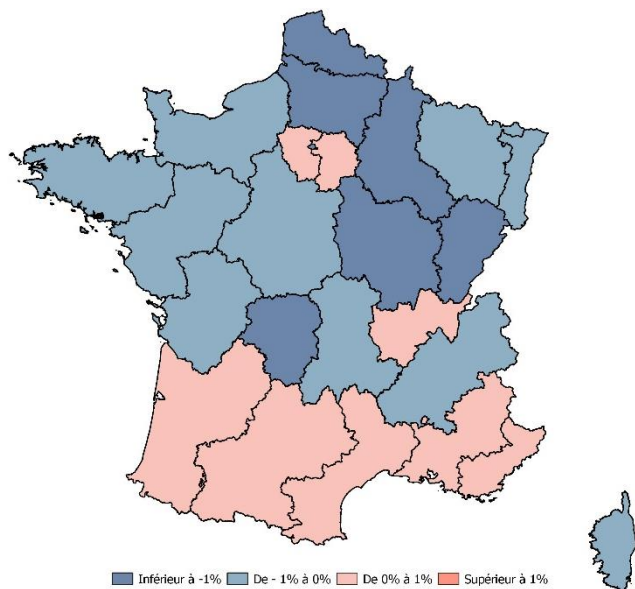 Inférieur à -1% De - 1% à 0% De 0% à 1% Supérieur à 1%